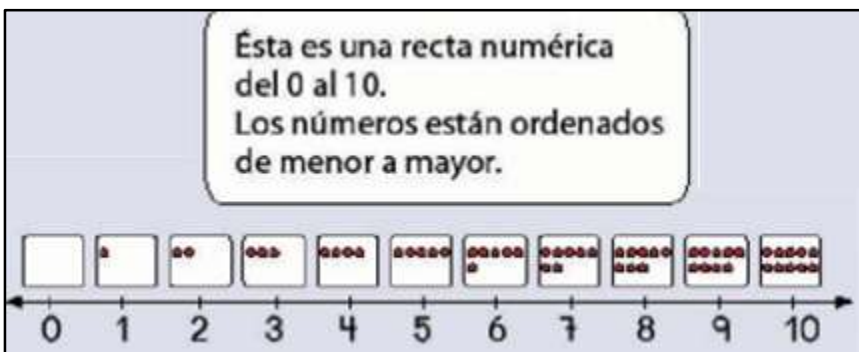 Ésta es una recta numérica
del 0 al 10.
Los números están ordenados
de menor a mayor.
0 1 2 3 4 5 6 7 8 9 10